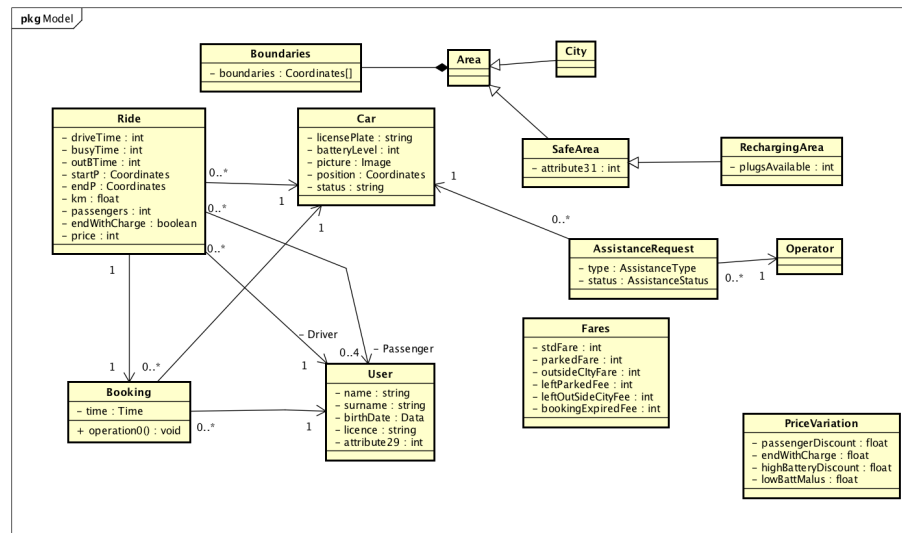 pkg Model
Boundaries
- boundaries : Coordinates[]
Area
City
Ride
- driveTime : int
- busyTime : int
- outBTime : int
- startP : Coordinates
- endP : Coordinates
- km : float
- passengers : int
- endWithCharge : boolean
- price : int
Car
- licensePlate : string
- batteryLevel : int
- picture : Image
- position : Coordinates
- status : string
SafeArea
- attribute31 : int
RechargingArea
- plugsAvailable : int
0..*
1
1
0..*
1
0..*
0..*
AssistanceRequest
- type : AssistanceType
- status : AssistanceStatus
Operator
0..*
1
1
1
0..*
- Driver
1
- Passenger
0..4
Fares
- stdFare : int
- parkedFare : int
- outsideCItyFare : int
- leftParkedFee : int
- leftOutSideCityFee : int
- bookingExpiredFee : int
Booking
- time : Time
+ operation0() : void
0..*
1
User
- name : string
- surname : string
- birthDate : Data
- licence : string
- attribute29 : int
PriceVariation
- passengerDiscount : float
- endWithCharge : float
- highBatteryDiscount : float
- lowBattMalus : float